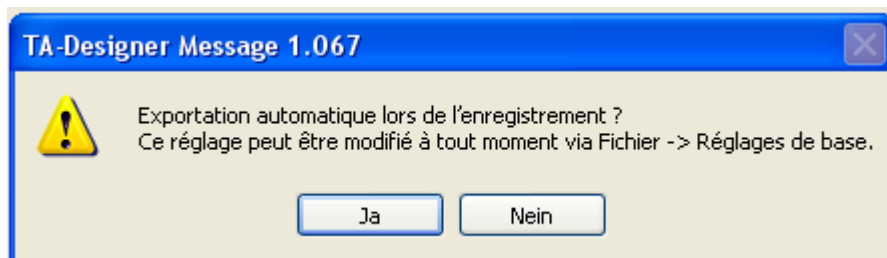 TA-Designer Message 1.067
Exportation automatique lors de l'enregistrement ?
Ce réglage peut être modifié à tout moment via Fichier -> Réglages de base.
Ja
Nein